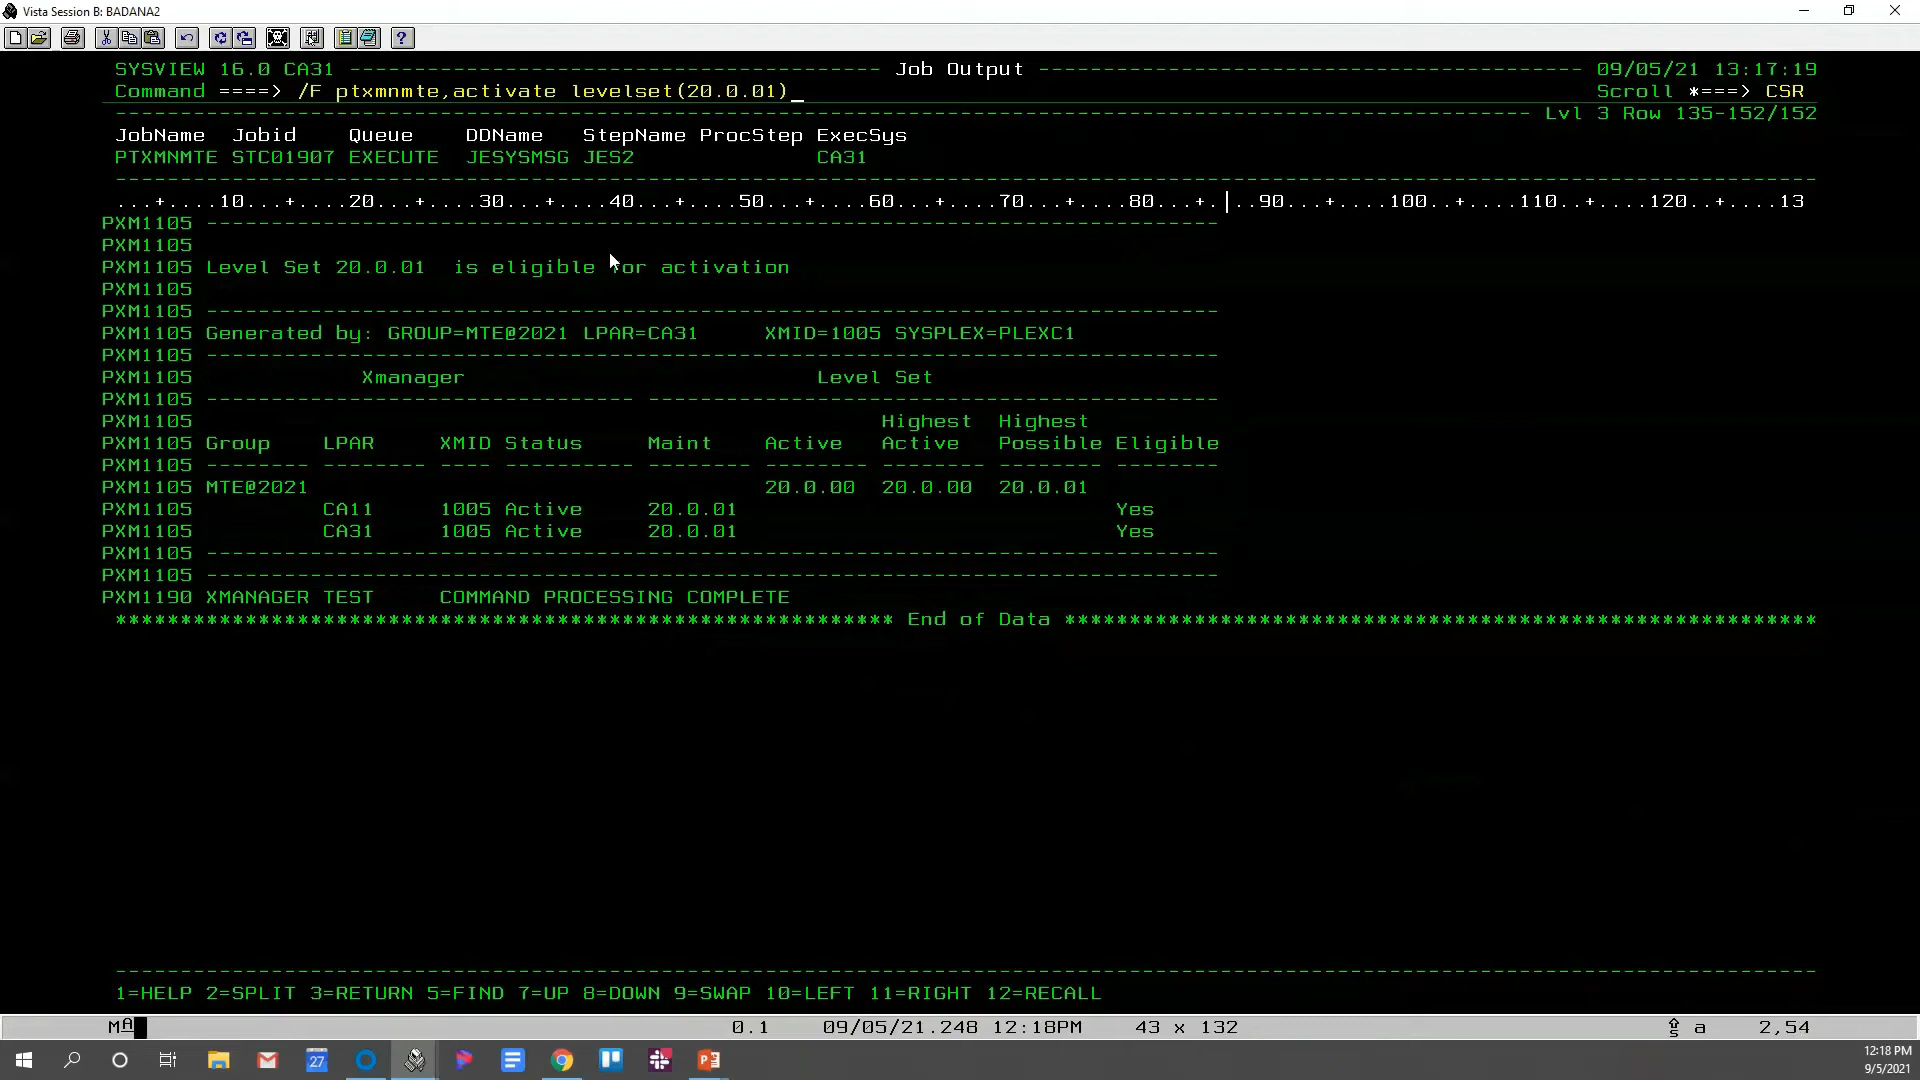 Vista Session B: BADANA2
SYSVIEW 16.0 CA31 ---------------------------------------- Job Output ----------------------------------------- 09/05/21 13:17:19
Command ====> /F ptxmnmte,activate levelset(20.0.01)_ Scroll *===> CSR
------------------------------------------------------------------------------------------------------------- Lvl 3 Row 135-152/152
JobName Jobid Queue DDName StepName ProcStep ExecSys
PTXMNMTE STC01907 EXECUTE JESYSMSG JES2 CA31
...+....10...+....20...+....30...+....40...+....50...+....60...+....70...+....80...+.|..90...+....100..+....110..+....120..+....13
PXM1105 ------------------------------------------------------------------------------
PXM1105
PXM1105 Level Set 20.0.01 is eligible for activation
PXM1105
PXM1105 ------------------------------------------------------------------------------
PXM1105 Generated by: GROUP=MTE@2021 LPAR=CA31 XMID=1005 SYSPLEX=PLEXC1
PXM1105 ------------------------------------------------------------------------------
PXM1105 Xmanager Level Set
PXM1105 --------------------------------- --------------------------------------------
PXM1105 Highest Highest
PXM1105 Group LPAR XMID Status Maint Active Active Possible Eligible
PXM1105 -------- -------- ---- ---------- -------- -------- -------- -------- --------
PXM1105 MTE@2021 20.0.00 20.0.00 20.0.01
PXM1105 CA11 1005 Active 20.0.01 Yes
PXM1105 CA31 1005 Active 20.0.01 Yes
PXM1105 ------------------------------------------------------------------------------
PXM1105 ------------------------------------------------------------------------------
PXM1190 XMANAGER TEST COMMAND PROCESSING COMPLETE
************************************************************ End of Data **********************************************************
1=HELP 2=SPLIT 3=RETURN 5=FIND 7=UP 8=DOWN 9=SWAP 10=LEFT 11=RIGHT 12=RECALL
MA 0.1 09/05/21.248 12:18PM 43 x 132 a 2,54
27
12:18 PM
9/5/2021